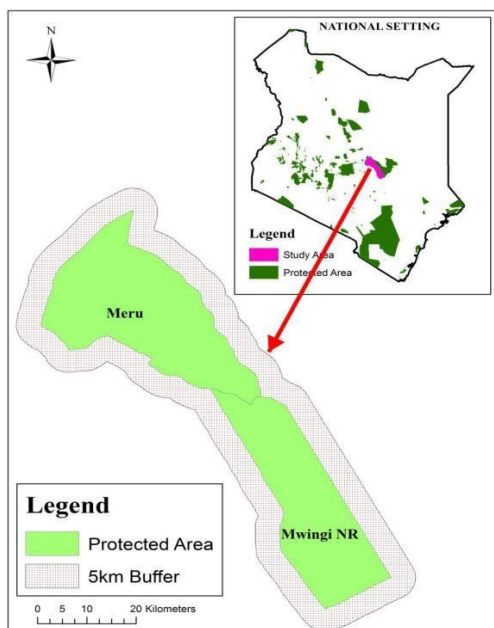 N
NATIONAL SETTING
Legend
Study Area
Protected Area
Meru
Mwingi NR
Legend
Protected Area
5km Buffer
0 5 10 20 Kilometers